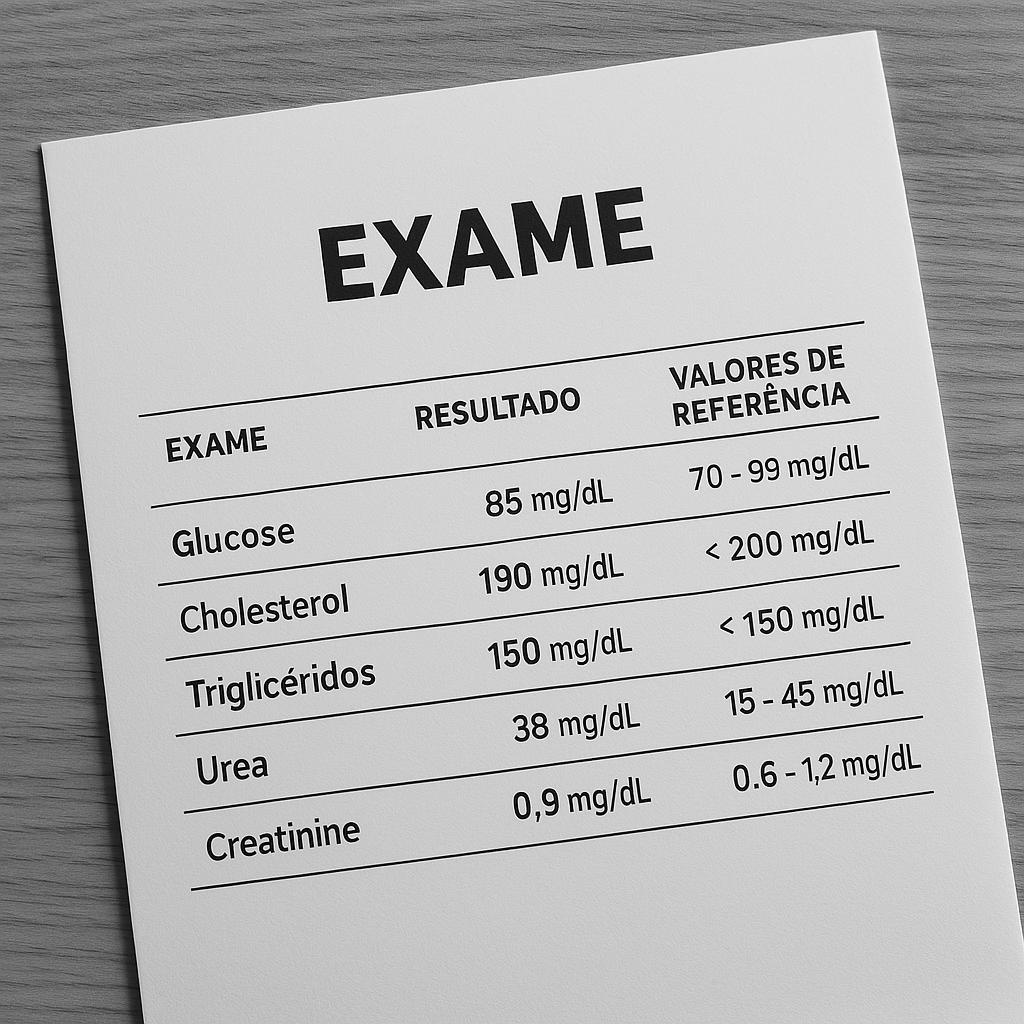 EXAME
EXAME RESULTADO VALORES DE
REFERÊNCIA
Glucose 85 mg/dL 70 - 99 mg/dL
Cholesterol 190 mg/dL < 200 mg/dL
Triglicéridos 150 mg/dL < 150 mg/dL
Urea 38 mg/dL 15 - 45 mg/dL
Creatinine 0,9 mg/dL 0.6 - 1,2 mg/dL